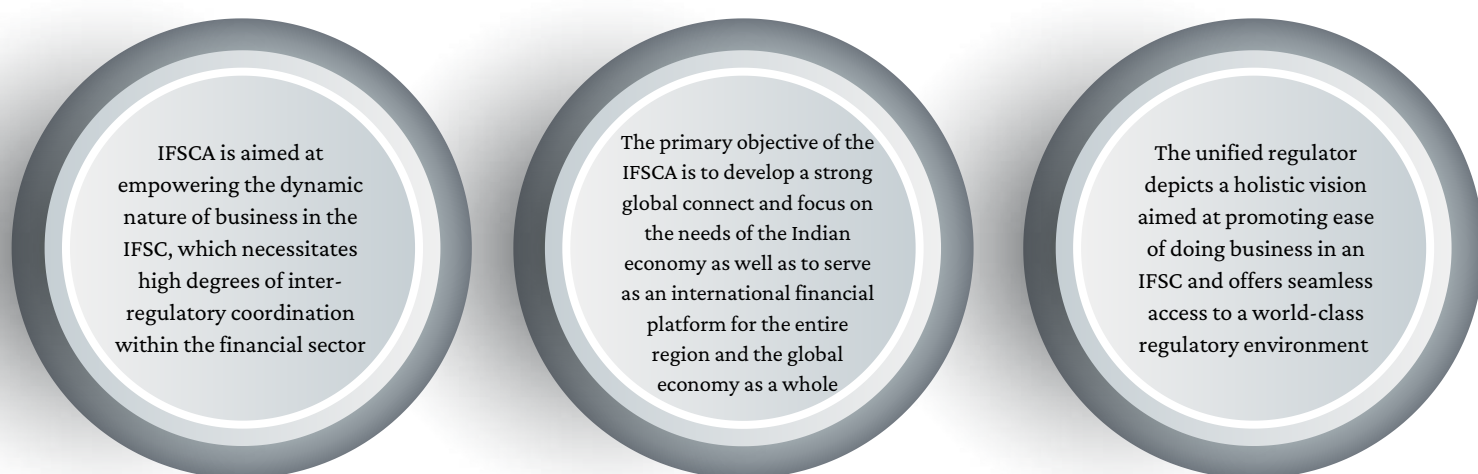 IFSCA is aimed at
empowering the dynamic
nature of business in the
IFSC, which necessitates
high degrees of inter-
regulatory coordination
within the financial sector
The primary objective of the
IFSCA is to develop a strong
global connect and focus on
the needs of the Indian
economy as well as to serve
as an international financial
platform for the entire
region and the global
economy as a whole
The unified regulator
depicts a holistic vision
aimed at promoting ease
of doing business in an
IFSC and offers seamless
access to a world-class
regulatory environment